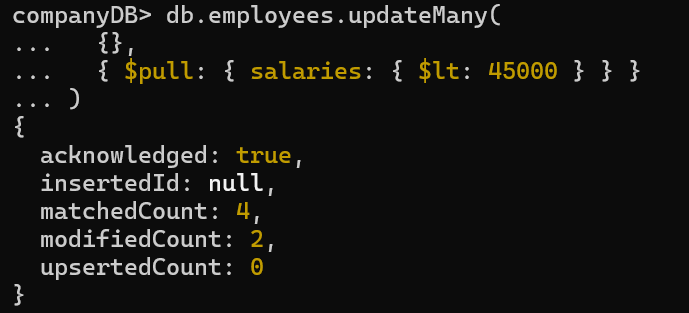 companyDB> db.employees.updateMany(
...   {},
...   { $pull: { salaries: { $lt: 45000 } } }
... )
{
  acknowledged: true,
  insertedId: null,
  matchedCount: 4,
  modifiedCount: 2,
  upsertedCount: 0
}